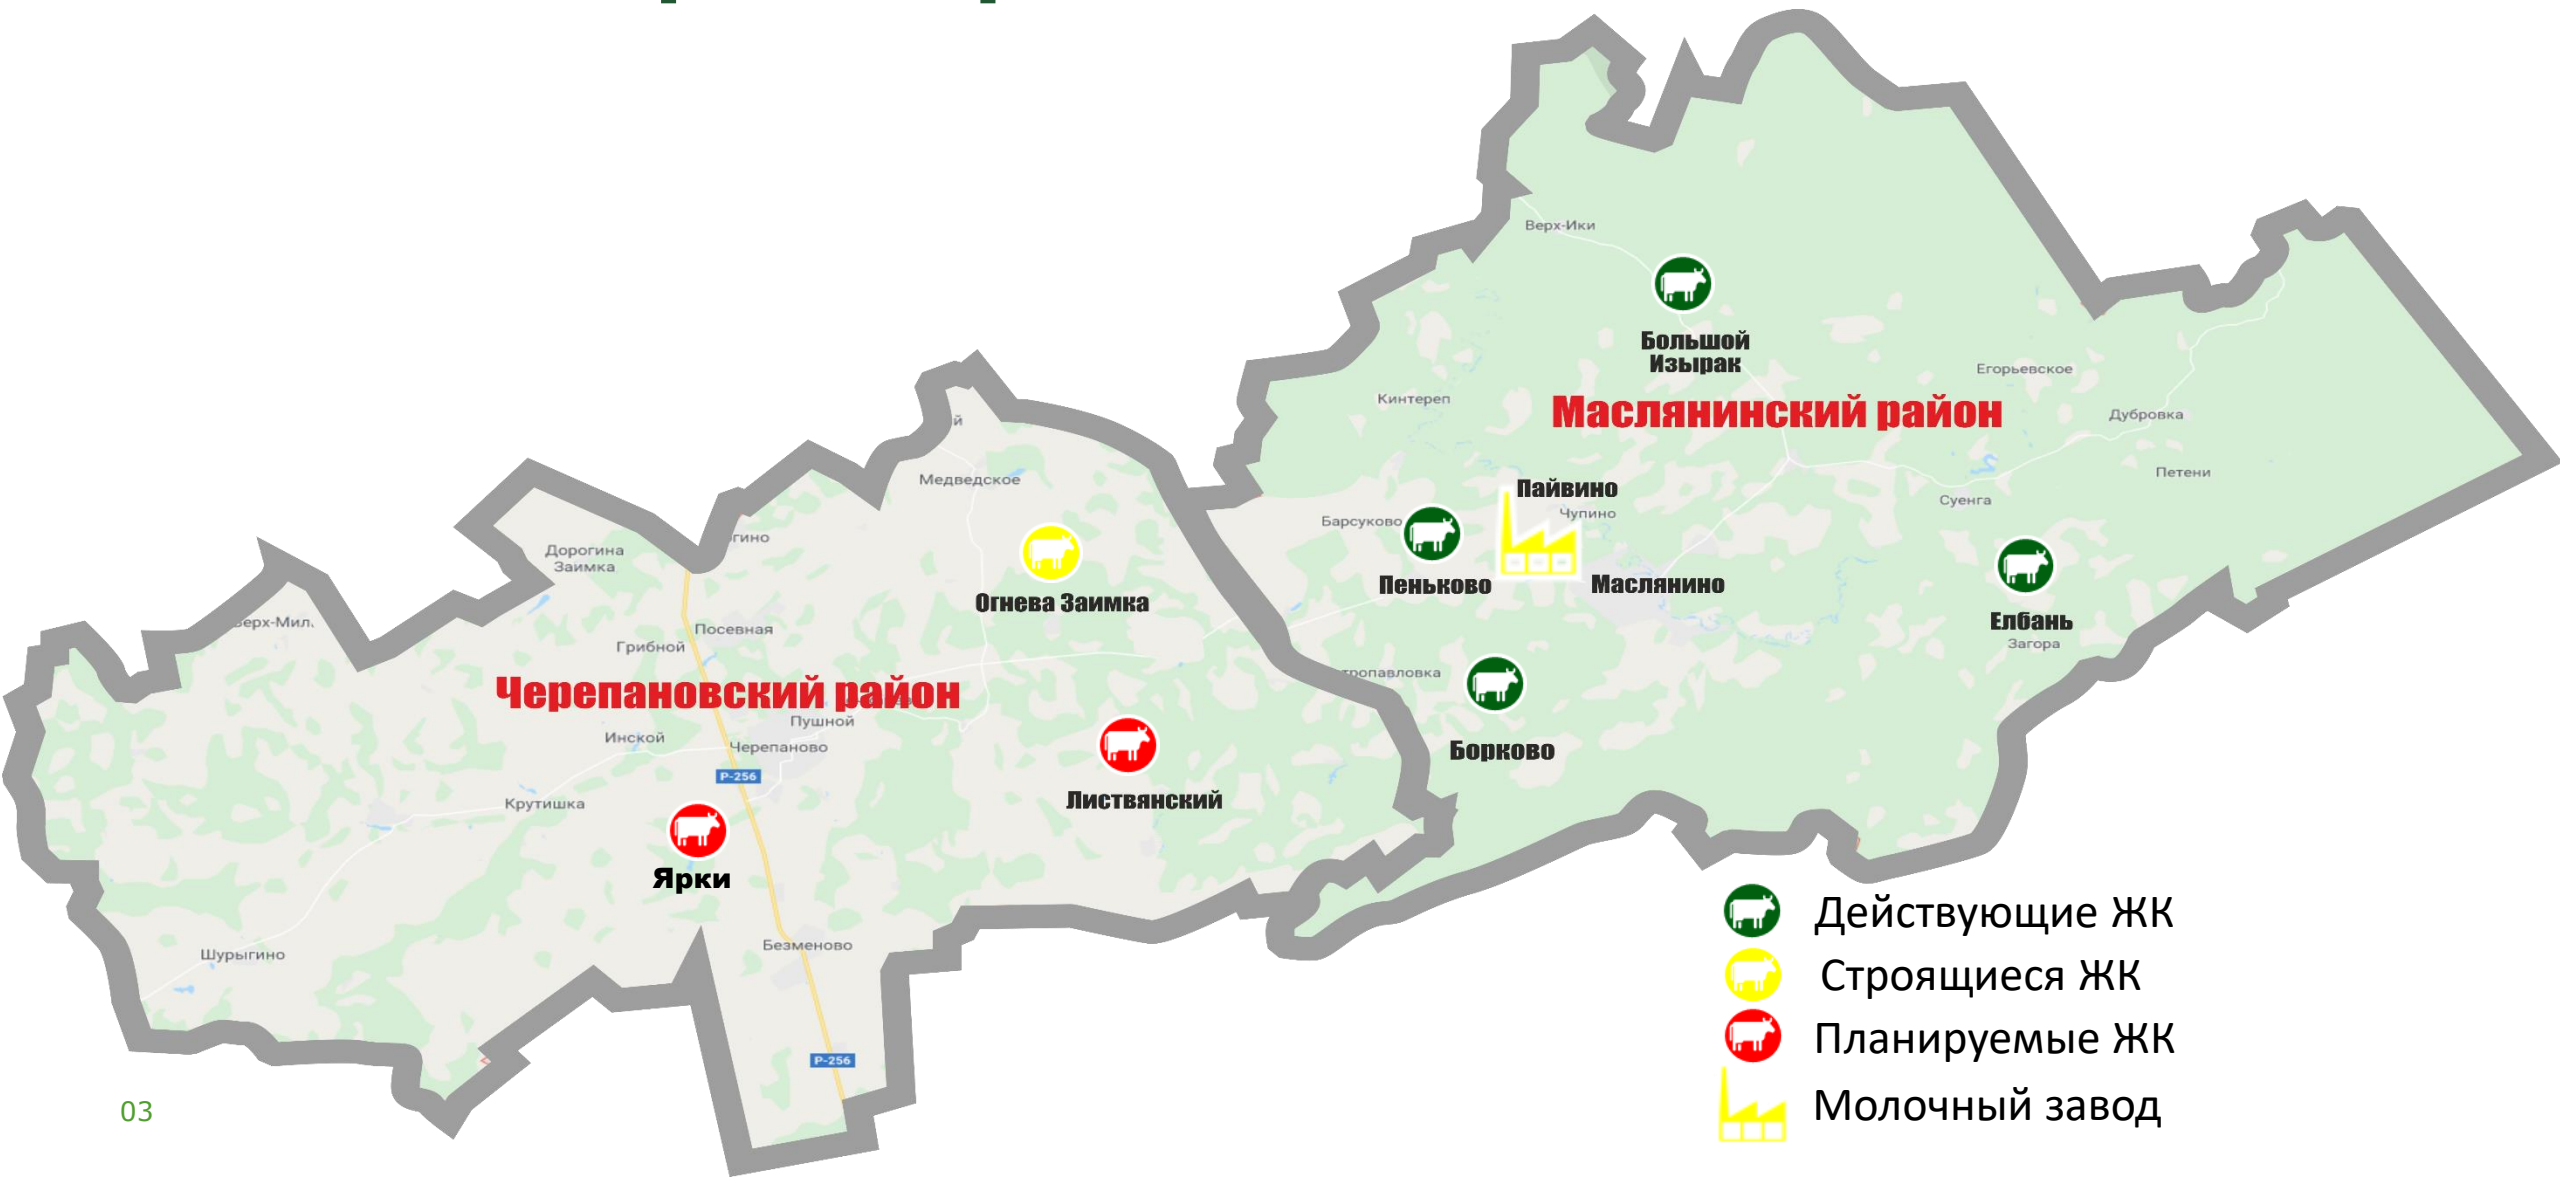 Верх-Ики
Большой
Изырак
Егорьевское
Кинтереп
Маслянинский район
Дубровка
Петени
Медведское
Пайвино
Суенга
Чупино
Барсуково
Дорогина
Заимка
Пеньково
Маслянино
Огнева Заимка
Елбань
Загора
Посевная
Грибной
Черепановский район
Пушной
Инской
Черепаново
Борково
Р-256
Листвянский
Крутишка
Ярки
Безменово
Шурыгино
Р-256
Действующие ЖК
Строящиеся ЖК
Планируемые ЖК
Молочный завод
03